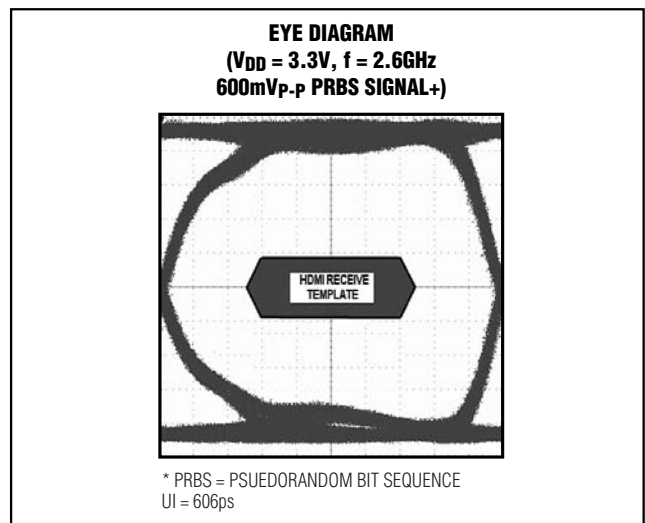 EYE DIAGRAM
(VDD = 3.3V, f = 2.6GHz
600mVP-P PRBS SIGNAL+)
HDMI RECEIVE
TEMPLATE
* PRBS = PSUEDORANDOM BIT SEQUENCE
UI = 606ps